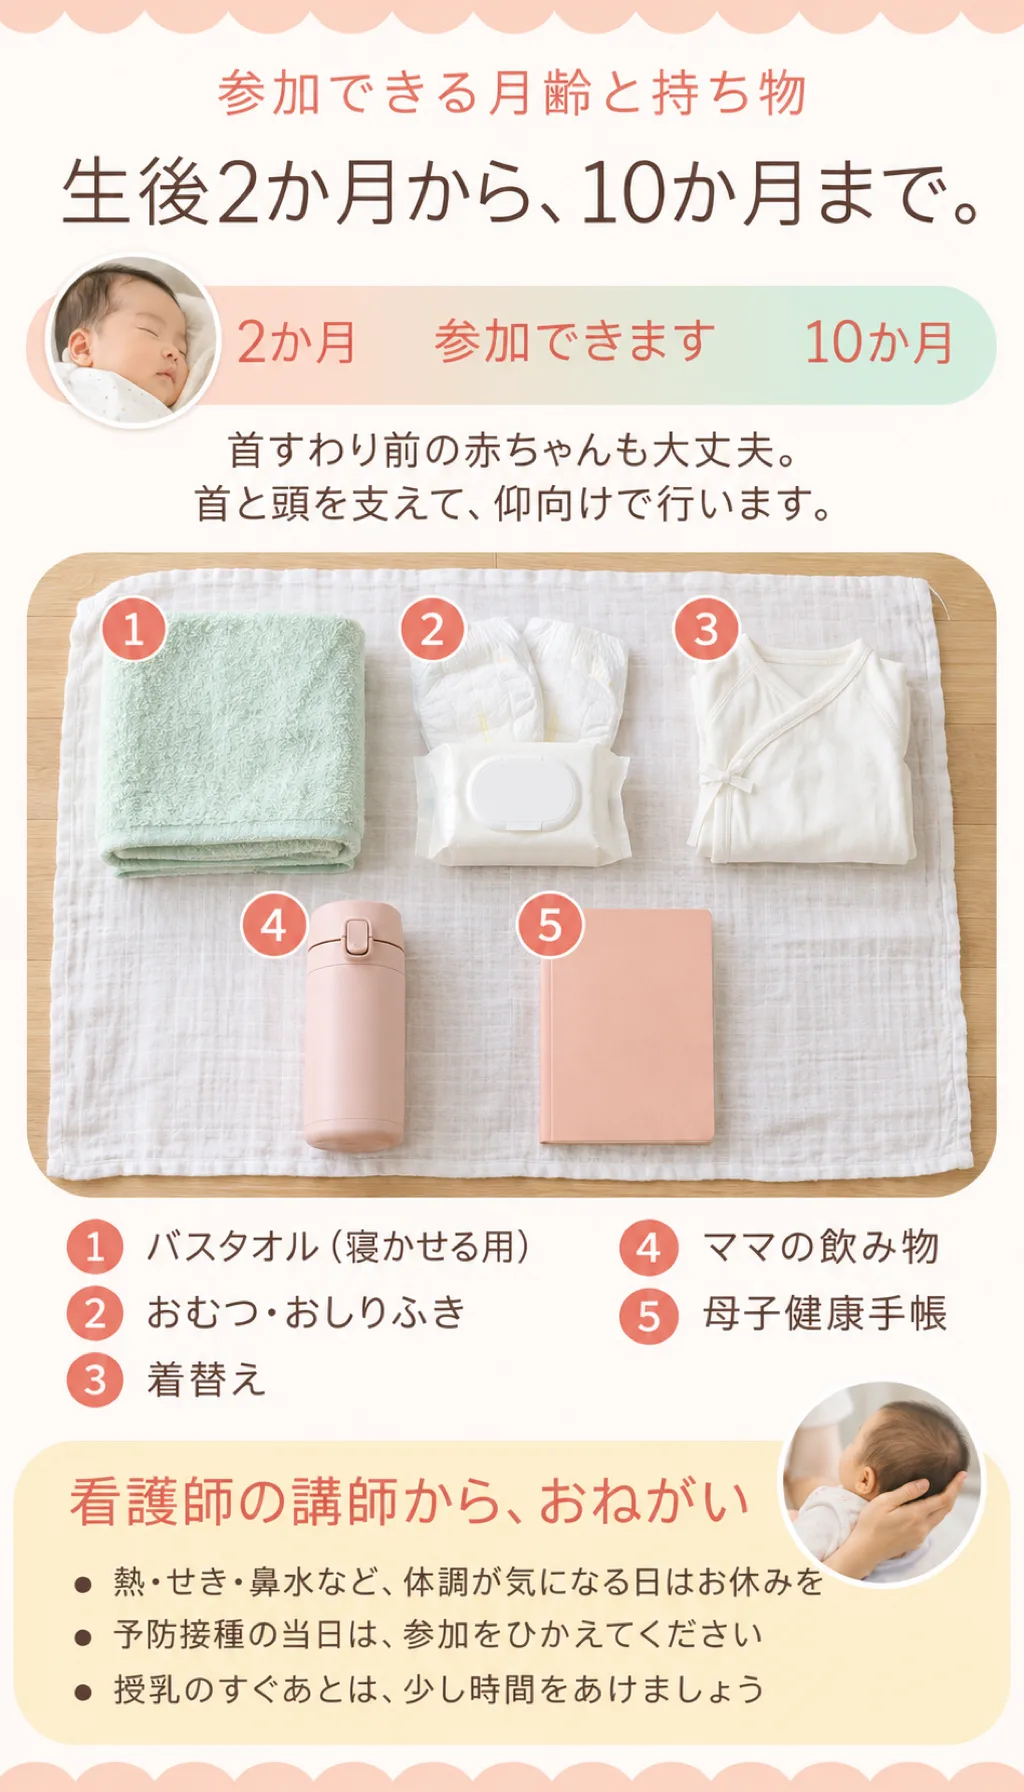 参加できる月齢と持ち物
生後2か月から、10か月まで。
2か月 参加できます 10か月
首すわり前の赤ちゃんも大丈夫。
首と頭を支えて、仰向けで行います。
1
2
3
4
5
1 バスタオル（寝かせる用）
2 おむつ・おしりふき
3 着替え
4 ママの飲み物
5 母子健康手帳
看護師の講師から、おねがい
● 熱・せき・鼻水など、体調が気になる日はお休みを
● 予防接種の当日は、参加をひかえてください
● 授乳のすぐあとは、少し時間をあけましょう